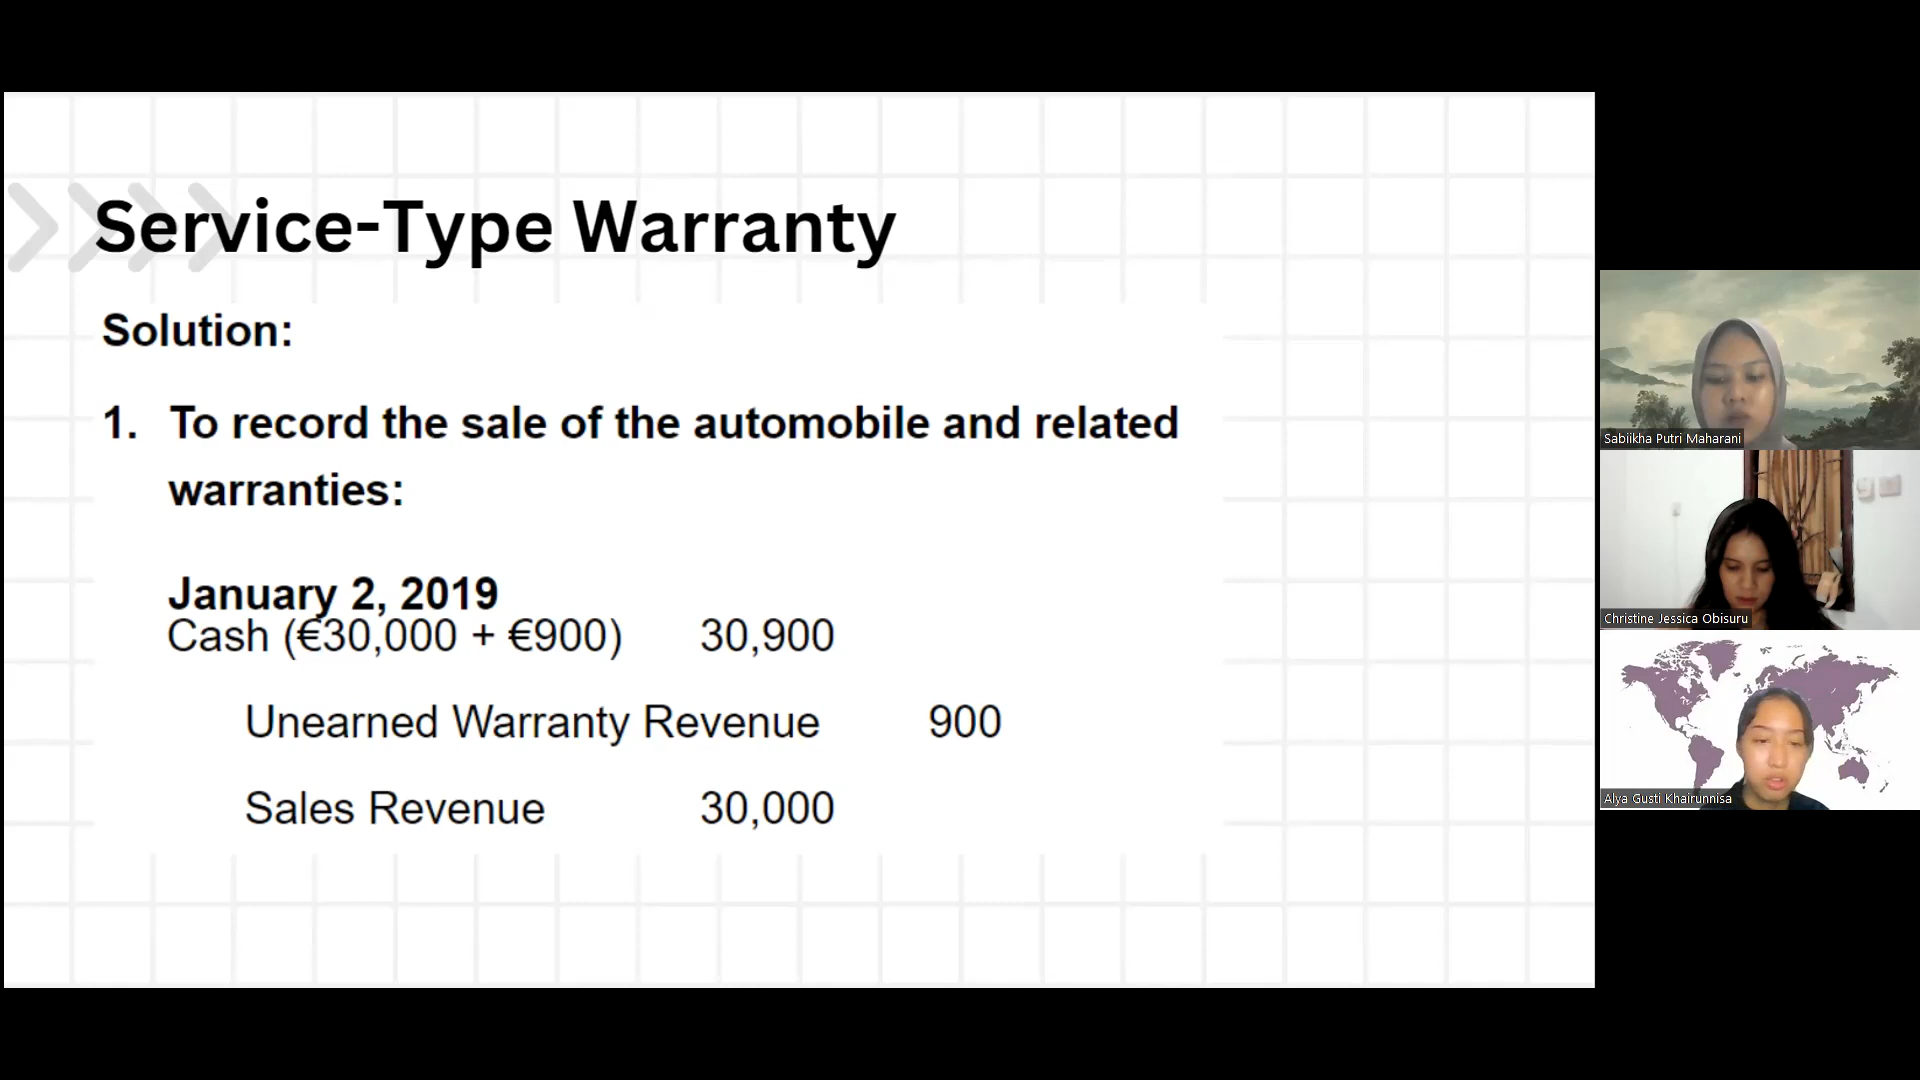 Service-Type Warranty
Solution:
1. To record the sale of the automobile and related
warranties:
January 2, 2019
Cash (€30,000 + €900) 30,900
Unearned Warranty Revenue 900
Sales Revenue 30,000
Sabiikha Putri Maharani
Christine Jessica Obisuru
Alya Gusti Khairunnisa